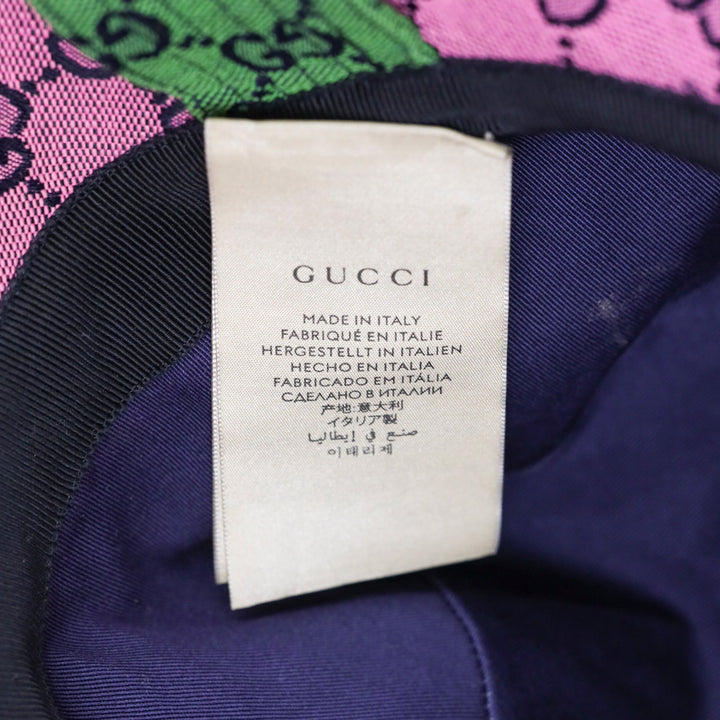 GUCCI
MADE IN ITALY
FABRIQUÉ EN ITALIE
HERGESTELLT IN ITALIEN
HECHO EN ITALIA
FABRICADO EM ITÁLIA
СДЕЛАНО В ИТАЛИИ
产地:意大利
イタリア製
صنع في إيطاليا
이태리제